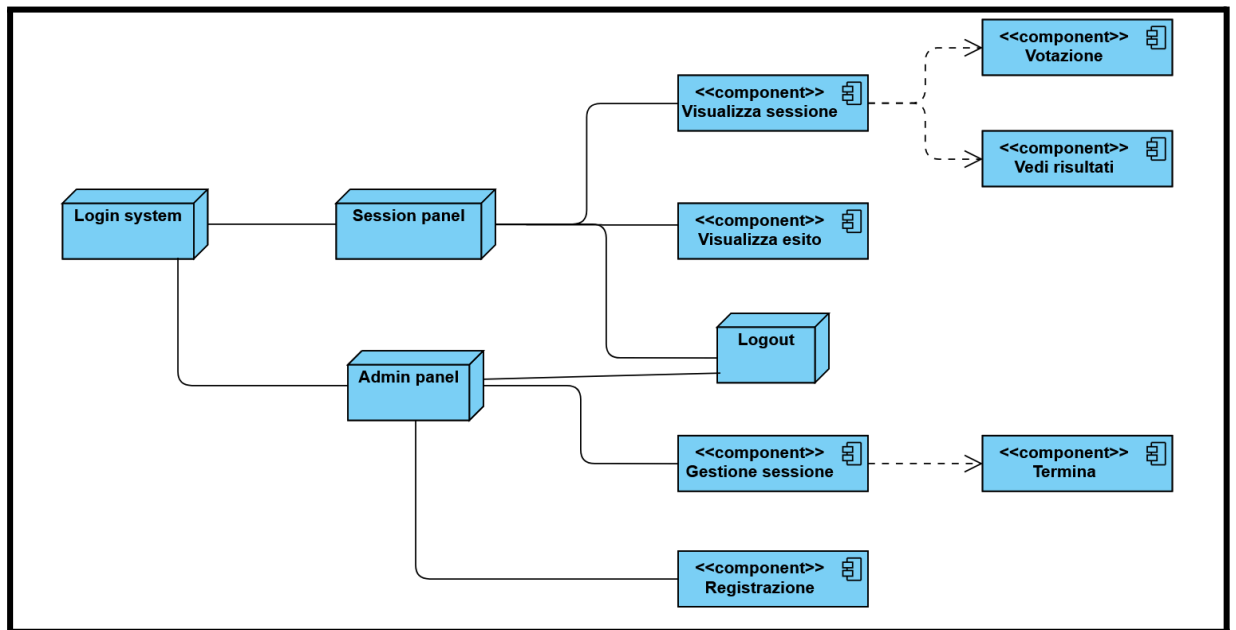 <<component>>
Votazione
<<component>>
Visualizza sessione
<<component>>
Vedi risultati
Login system
Session panel
<<component>>
Visualizza esito
Logout
Admin panel
<<component>>
Gestione sessione
<<component>>
Termina
<<component>>
Registrazione